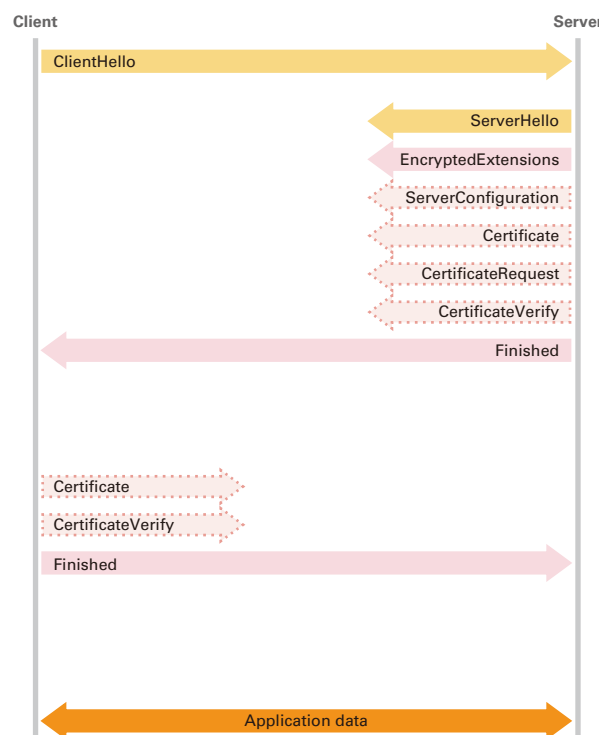 Client
Server
ClientHello
ServerHello
EncryptedExtensions
ServerConfiguration
Certificate
CertificateRequest
CertificateVerify
Finished
Certificate
CertificateVerify
Finished
Application data